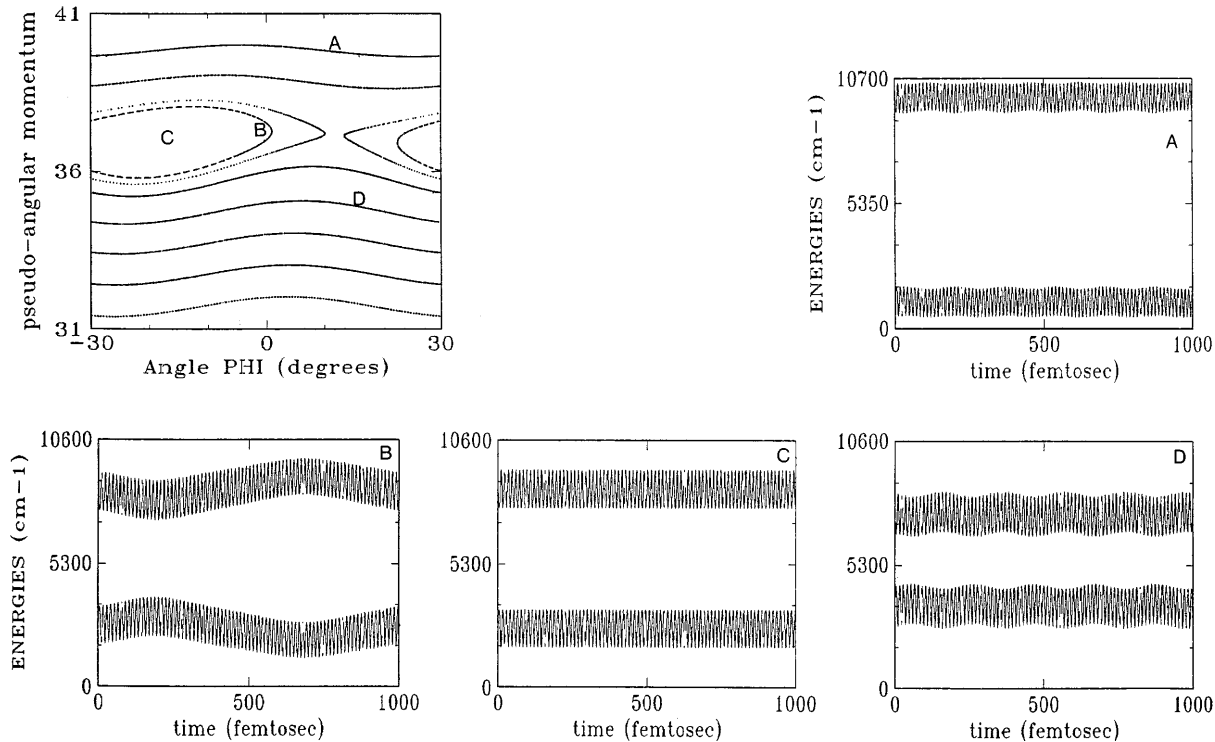 pseudo-angular momentum
41
36
31
-30
0
30
Angle PHI (degrees)
A
B
C
D
ENERGIES (cm-1)
10700
5350
0
A
0
500
1000
time (femtosec)
ENERGIES (cm-1)
10600
5300
0
B
0
500
1000
time (femtosec)
10600
5300
0
C
0
500
1000
time (femtosec)
10600
5300
0
D
0
500
1000
time (femtosec)